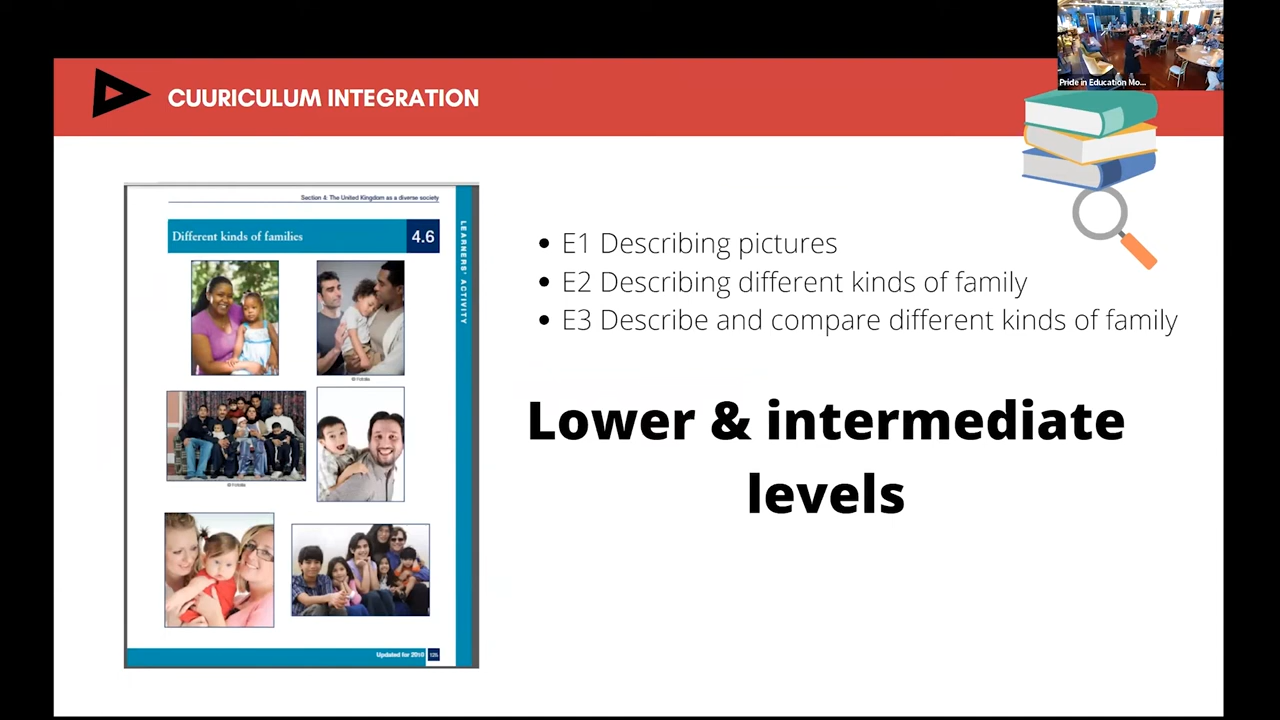 Pride in Education Mo...
CUURICULUM INTEGRATION
Section 4: The United Kingdom as a diverse society
Different kinds of families
4.6
LEARNERS' ACTIVITY
Updated for 2010
E1 Describing pictures
E2 Describing different kinds of family
E3 Describe and compare different kinds of family
Lower & intermediate
levels